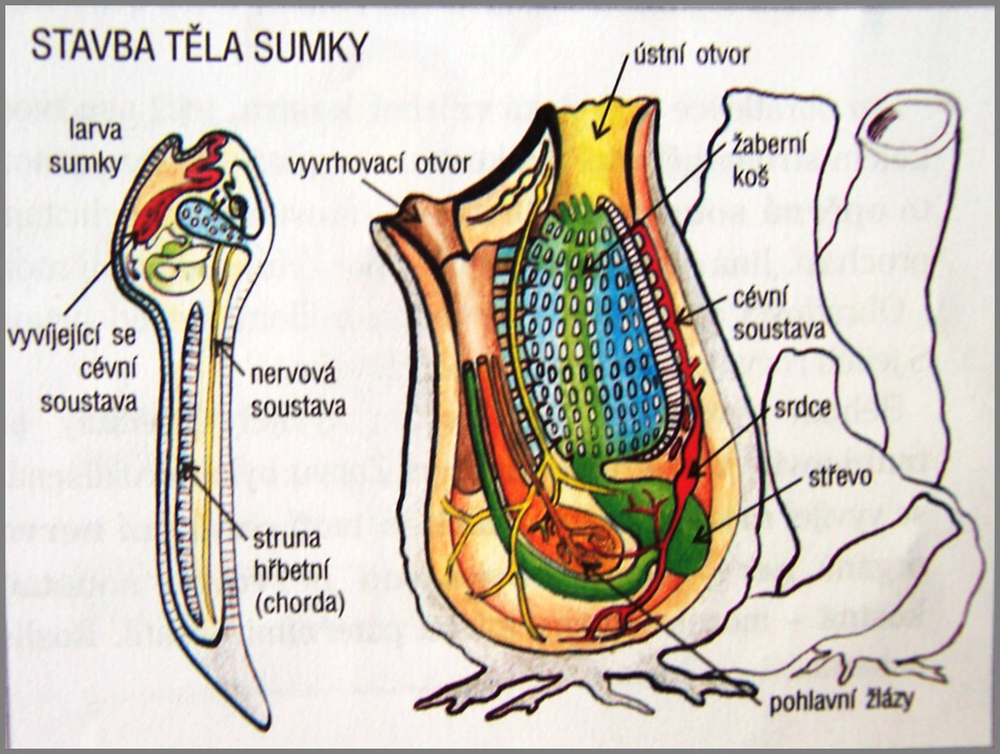 STAVBA TĚLA SUMKY
ústní otvor
larva
sumky
vyvrhovací otvor
žaberní
koš
cévní
soustava
vyvíjející se
cévní
soustava
nervová
soustava
srdce
střevo
struna
hřbetní
(chorda)
pohlavní žlázy